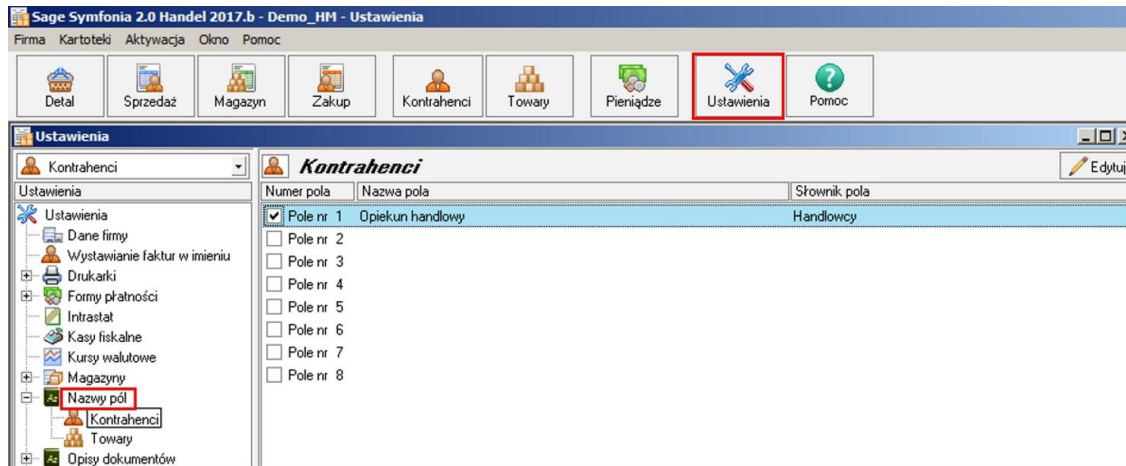 Sage Symfonia 2.0 Handel 2017.b - Demo_HM - Ustawienia
Firma Kartoteki Aktywacja Okno Pomoc
Detal Sprzedaż Magazyn Zakup Kontrahenci Towary Pieniądze Ustawienia Pomoc
Ustawienia
Kontrahenci
Kontrahenci
Edytuj
Ustawienia
Numer pola Nazwa pola Słownik pola
Ustawienia
Pole nr 1 Opiekun handlowy Handlowcy
Dane firmy
Pole nr 2
Wystawianie faktur w imieniu
Pole nr 3
Drukarki
Pole nr 4
Formy płatności
Pole nr 5
Intrastat
Pole nr 6
Kasy fiskalne
Pole nr 7
Kursy walutowe
Pole nr 8
Magazyny
Nazwy pól
Kontrahenci
Towary
Opisy dokumentów